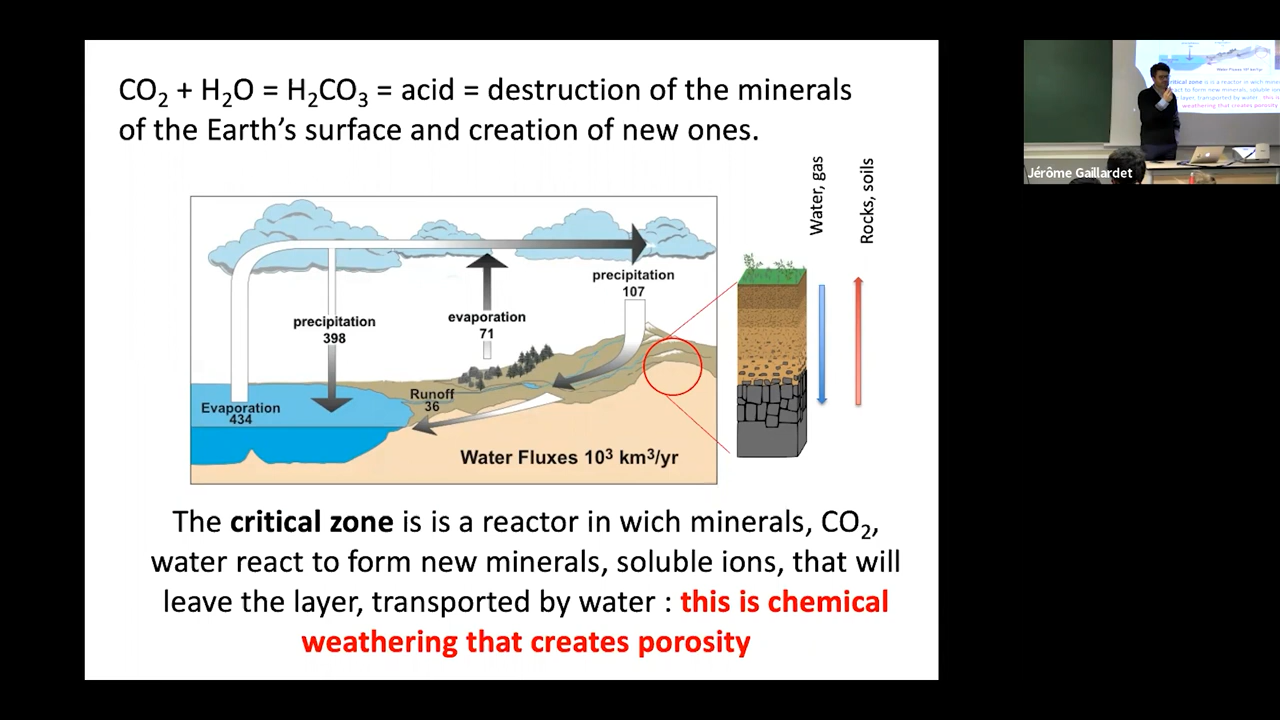 CO₂ + H₂O = H₂CO₃ = acid = destruction of the minerals
of the Earth’s surface and creation of new ones.
Water, gas
Rocks, soils
precipitation
107
precipitation
398
evaporation
71
Runoff
36
Evaporation
434
Water Fluxes 10³ km³/yr
The critical zone is is a reactor in wich minerals, CO₂,
water react to form new minerals, soluble ions, that will
leave the layer, transported by water : this is chemical
weathering that creates porosity
Jérôme Gaillardet